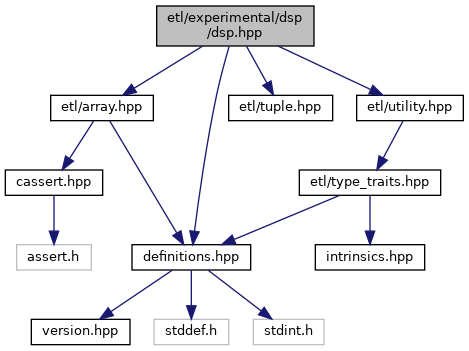 etl/experimental/dsp
/dsp.hpp
etl/array.hpp
etl/tuple.hpp
etl/utility.hpp
cassert.hpp
etl/type_traits.hpp
assert.h
definitions.hpp
intrinsics.hpp
version.hpp
stddef.h
stdint.h